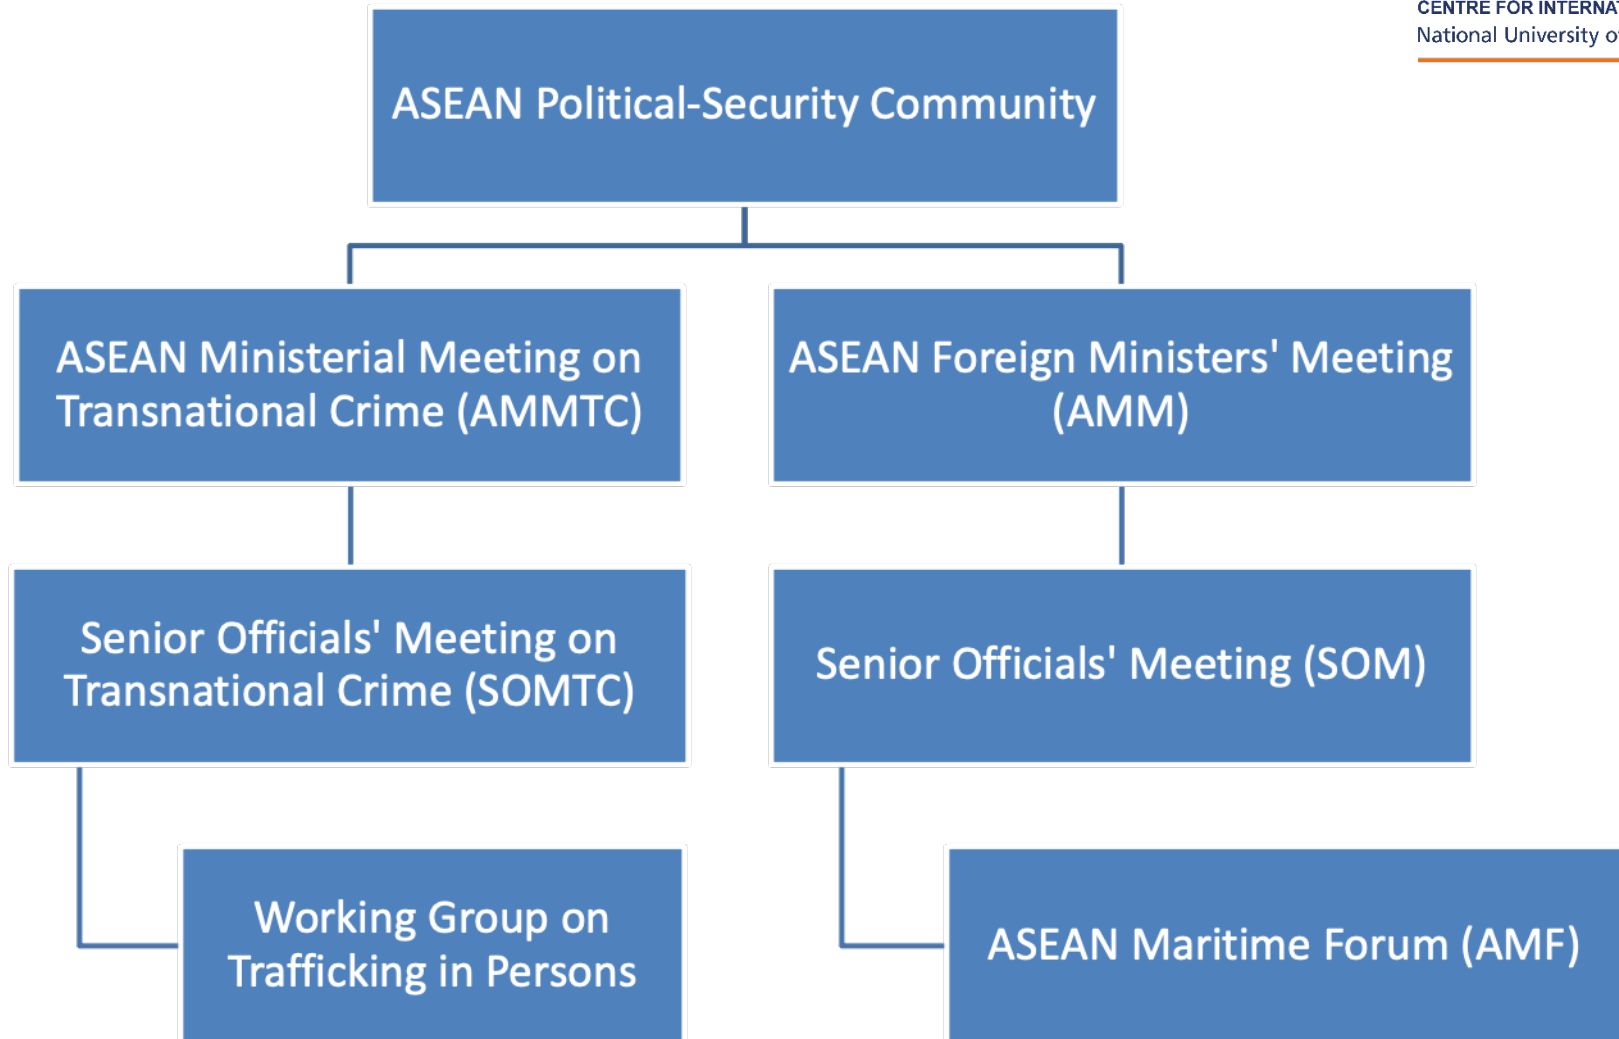 CENTRE FOR INTERNAT
National University o
ASEAN Political-Security Community
ASEAN Ministerial Meeting on
Transnational Crime (AMMTC)
ASEAN Foreign Ministers' Meeting
(AMM)
Senior Officials' Meeting on
Transnational Crime (SOMTC)
Senior Officials' Meeting (SOM)
Working Group on
Trafficking in Persons
ASEAN Maritime Forum (AMF)